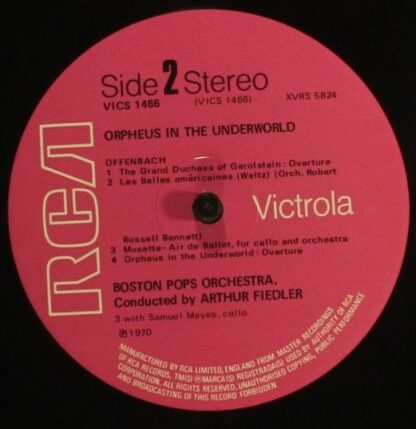 Side 2 Stereo
VICS 1466
(VICS 1466)
XVRS 5824
ORPHEUS IN THE UNDERWORLD
OFFENBACH
1 The Grand Duchess of Gerolstein: Overture
2 Les Belles américaines (Waltz) (Orch. Robert
Russell Bennett)
3 Musette - Air de Ballet, for cello and orchestra
4 Orpheus in the Underworld: Overture
RCA
Victrola
BOSTON POPS ORCHESTRA,
Conducted by ARTHUR FIEDLER
3 with Samuel Mayes, cello
℗ 1970
MANUFACTURED BY RCA LIMITED, ENGLAND FROM MASTER RECORDINGS
OF RCA RECORDS. TM(S) ® MARCA(S) REGISTRADA(S) USED BY AUTHORITY OF RCA
CORPORATION. ALL RIGHTS RESERVED, UNAUTHORISED COPYING, PUBLIC PERFORMANCE
AND BROADCASTING OF THIS RECORD FORBIDDEN